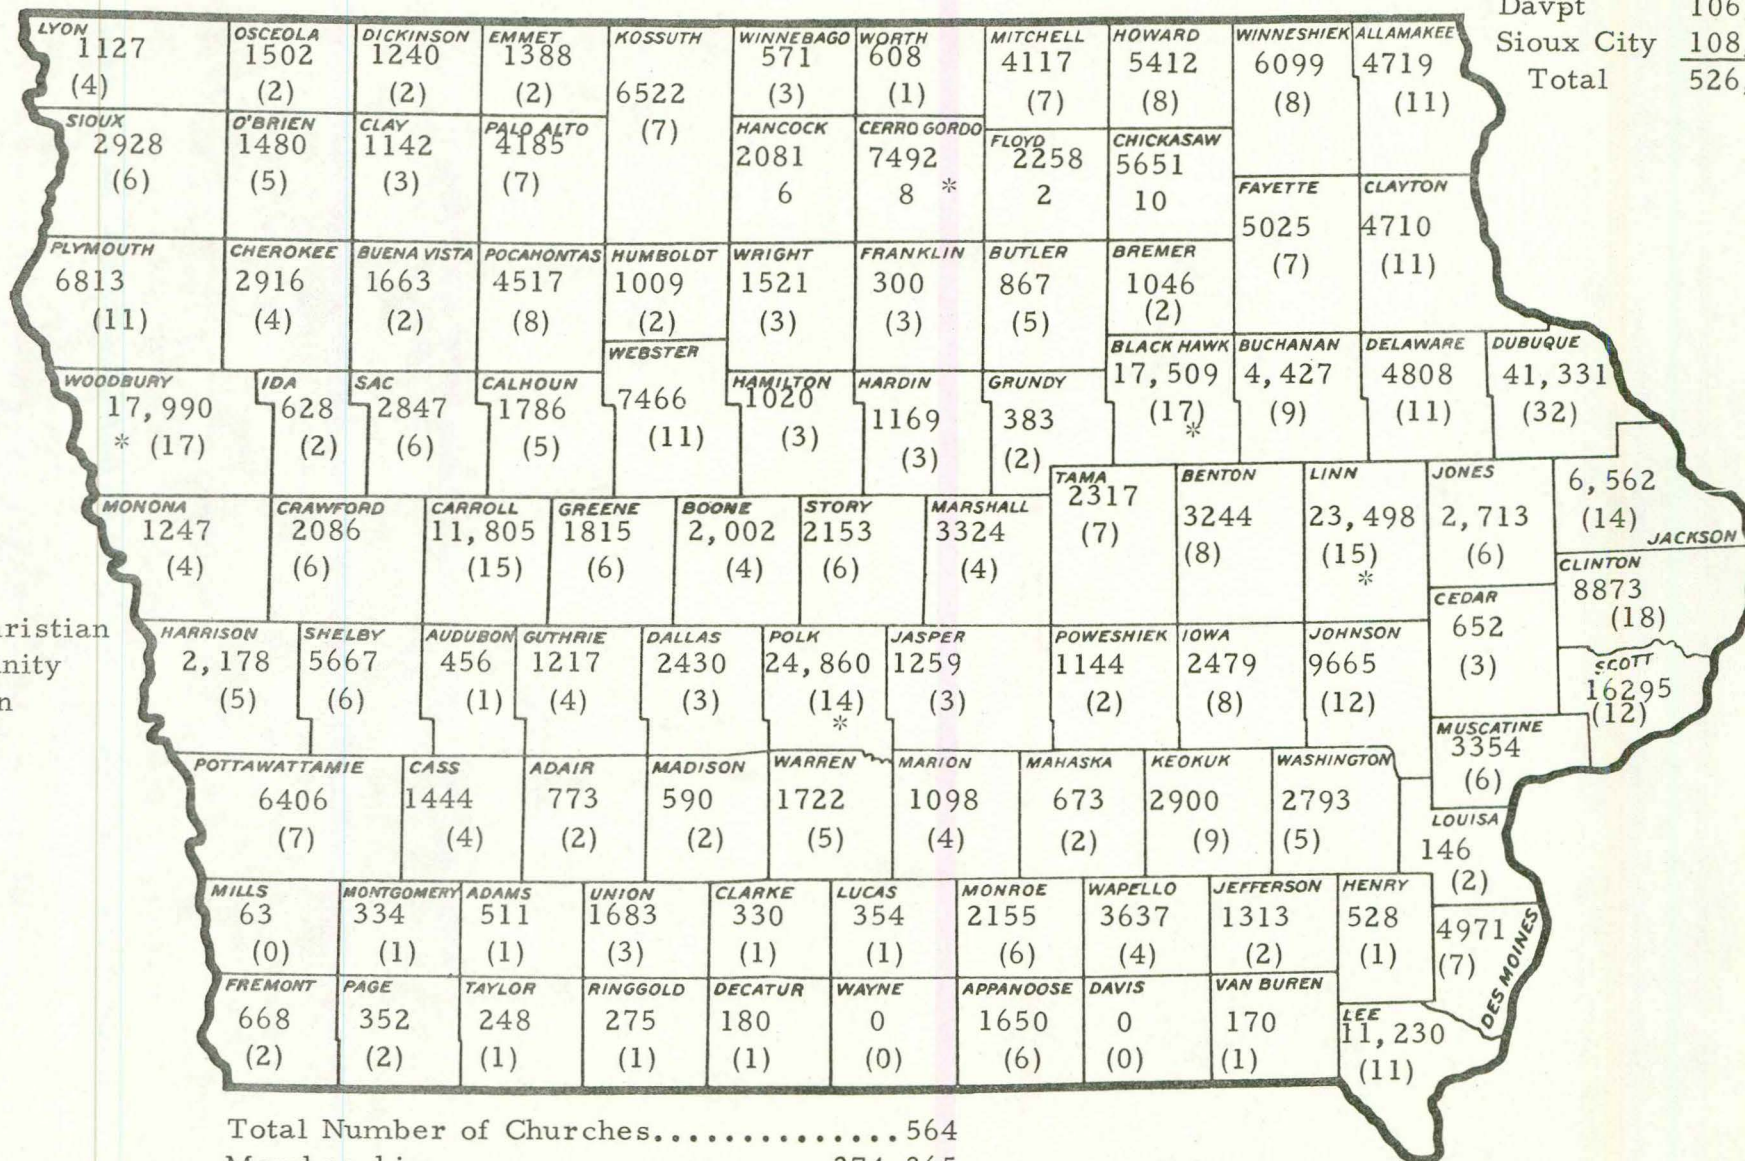 Davpt 106
Sioux City 108,
Total 526,
LYON
1127
(4)
OSCEOLA
1502
(2)
DICKINSON
1240
(2)
EMMET
1388
(2)
KOSSUTH
6522
(7)
WINNEBAGO
571
(3)
WORTH
608
(1)
MITCHELL
4117
(7)
HOWARD
5412
(8)
WINNESHIEK
6099
(8)
ALLAMAKEE
4719
(11)
SIOUX
2928
(6)
O'BRIEN
1480
(5)
CLAY
1142
(3)
PALO ALTO
4185
(7)
HANCOCK
2081
6
CERRO GORDO
7492
8 *
FLOYD
2258
2
CHICKASAW
5651
10
FAYETTE
5025
(7)
CLAYTON
4710
(11)
PLYMOUTH
6813
(11)
CHEROKEE
2916
(4)
BUENA VISTA
1663
(2)
POCAHONTAS
4517
(8)
HUMBOLDT
1009
(2)
WRIGHT
1521
(3)
FRANKLIN
300
(3)
BUTLER
867
(5)
BREMER
1046
(2)
WEBSTER
7466
(11)
BLACK HAWK
17,509
(17)
*
BUCHANAN
4,427
(9)
DELAWARE
4808
(11)
DUBUQUE
41,331
(32)
WOODBURY
17,990
* (17)
IDA
628
(2)
SAC
2847
(6)
CALHOUN
1786
(5)
HAMILTON
1020
(3)
HARDIN
1169
(3)
GRUNDY
383
(2)
TAMA
2317
(7)
BENTON
3244
(8)
LINN
23,498
(15)
*
JONES
2,713
(6)
6,562
(14)
JACKSON
MONONA
1247
(4)
CRAWFORD
2086
(6)
CARROLL
11,805
(15)
GREENE
1815
(6)
BOONE
2,002
(4)
STORY
2153
(6)
MARSHALL
3324
(4)
CLINTON
8873
(18)
CEDAR
652
(3)
ristian
nity
n
HARRISON
2,178
(5)
SHELBY
5667
(6)
AUDUBON
456
(1)
GUTHRIE
1217
(4)
DALLAS
2430
(3)
POLK
24,860
(14)
*
JASPER
1259
(3)
POWESHIEK
1144
(2)
IOWA
2479
(8)
JOHNSON
9665
(12)
SCOTT
16295
(12)
MUSCATINE
3354
(6)
POTTAWATTAMIE
6406
(7)
CASS
1444
(4)
ADAIR
773
(2)
MADISON
590
(2)
WARREN
1722
(5)
MARION
1098
(4)
MAHASKA
673
(2)
KEOKUK
2900
(9)
WASHINGTON
2793
(5)
LOUISA
146
(2)
MILLS
63
(0)
MONTGOMERY
334
(1)
ADAMS
511
(1)
UNION
1683
(3)
CLARKE
330
(1)
LUCAS
354
(1)
MONROE
2155
(6)
WAPELLO
3637
(4)
JEFFERSON
1313
(2)
HENRY
528
(1)
4971
(7)
DES MOINES
FREMONT
668
(2)
PAGE
352
(2)
TAYLOR
248
(1)
RINGGOLD
275
(1)
DECATUR
180
(1)
WAYNE
0
(0)
APPANOOSE
1650
(6)
DAVIS
0
(0)
VAN BUREN
170
(1)
LEE
11,230
(11)
Total Number of Churches...............564